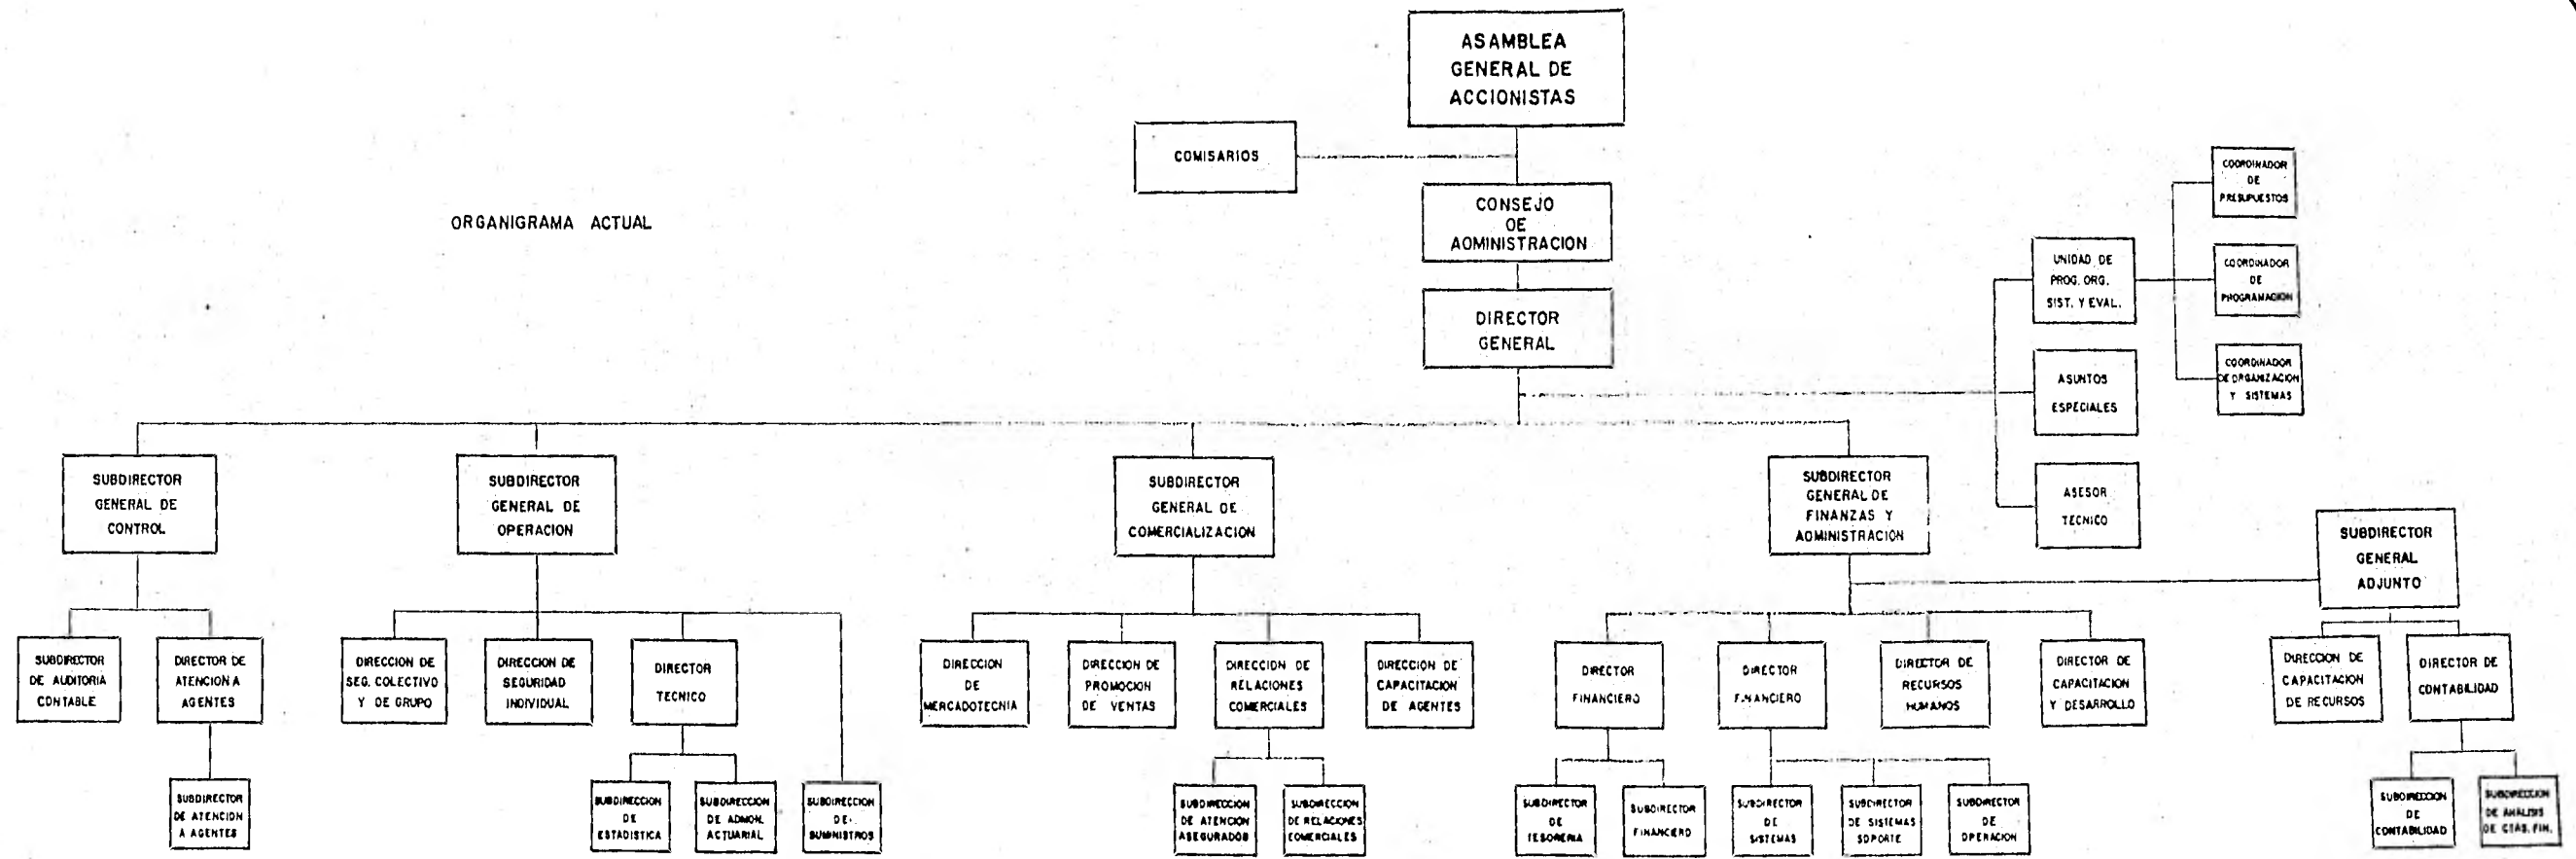 ASAMBLEA
GENERAL DE
ACCIONISTAS
COMISARIOS
CONSEJO
OE
AOMINISTRACION
DIRECTOR
GENERAL
ORGANIGRAMA ACTUAL
COORDINADOR
DE
PRESUPUESTOS
UNIDAD DE
PROG. ORG.
SIST. Y EVAL.
COORDINADOR
DE
PROGRAMACION
ASUNTOS
ESPECIALES
COORDINADOR
DE ORGANIZACION
Y SISTEMAS
ASESOR
TECNICO
SUBDIRECTOR
GENERAL DE
CONTROL
SUBDIRECTOR
GENERAL DE
OPERACION
SUBDIRECTOR
GENERAL DE
COMERCIALIZACION
SUBDIRECTOR
GENERAL DE
FINANZAS Y
ADMINISTRACION
SUBDIRECTOR
GENERAL
ADJUNTO
SUBDIRECTOR
DE AUDITORIA
CONTABLE
DIRECTOR DE
ATENCION A
AGENTES
DIRECCION DE
SEG. COLECTIVO
Y DE GRUPO
DIRECCION DE
SEGURIDAD
INDIVIDUAL
DIRECTOR
TECNICO
DIRECCION
DE
MERCADOTECNIA
DIRECCION DE
PROMOCION
DE VENTAS
DIRECCION DE
RELACIONES
COMERCIALES
DIRECCION DE
CAPACITACION
DE AGENTES
DIRECTOR
FINANCIERO
DIRECTOR
FINANCIERO
DIRECTOR DE
RECURSOS
HUMANOS
DIRECTOR DE
CAPACITACION
Y DESARROLLO
DIRECCION DE
CAPACITACION
DE RECURSOS
DIRECTOR DE
CONTABILIDAD
SUBDIRECTOR
DE ATENCION
A AGENTES
SUBDIRECCION
DE
ESTADISTICA
SUBDIRECCION
DE ADMON.
ACTUARIAL
SUBDIRECCION
DE
SUMINISTROS
SUBDIRECCION
DE ATENCION
ASEGURADOS
SUBDIRECCION
DE RELACIONES
COMERCIALES
SUBDIRECTOR
DE
TESORERIA
SUBDIRECTOR
FINANCIERO
SUBDIRECTOR
DE
SISTEMAS
SUBDIRECTOR
DE SISTEMAS
SOPORTE
SUBDIRECTOR
DE
OPERACION
SUBDIRECCION
DE
CONTABILIDAD
SUBDIRECCION
DE ANALISIS
DE CTAS. FIN.